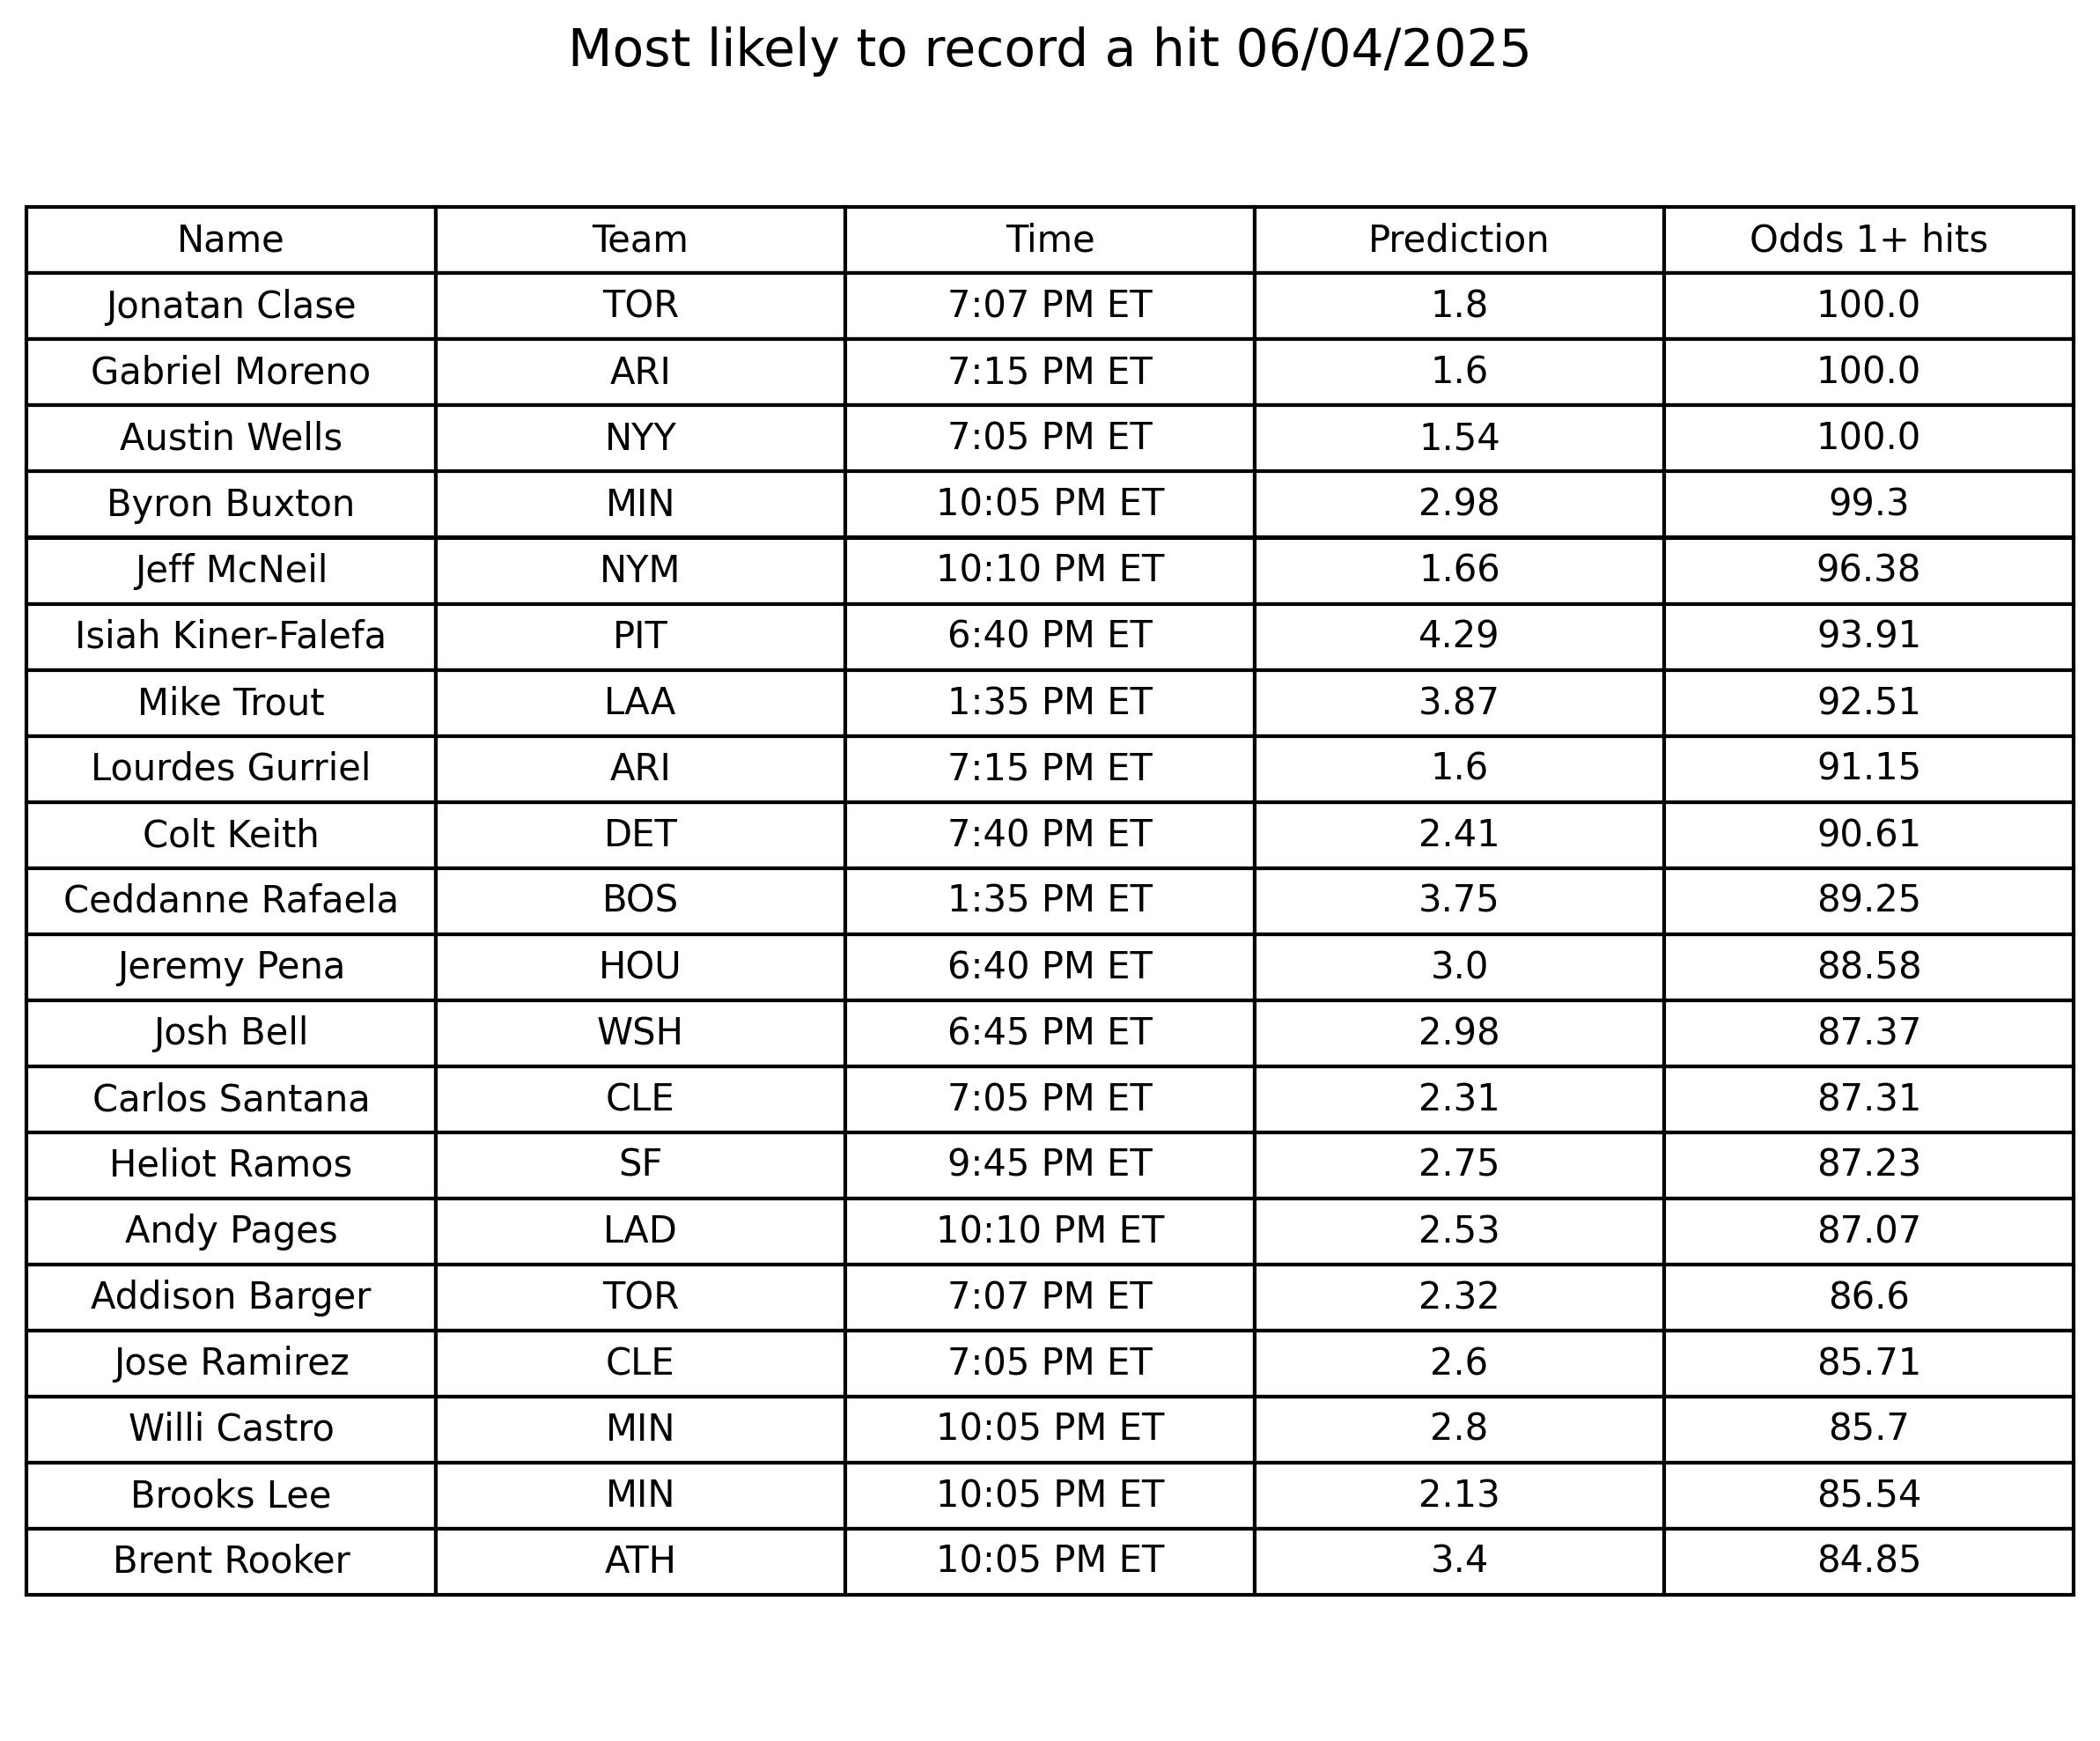 Most likely to record a hit 06/04/2025
Name Team Time Prediction Odds 1+ hits
Jonatan Clase TOR 7:07 PM ET 1.8 100.0
Gabriel Moreno ARI 7:15 PM ET 1.6 100.0
Austin Wells NYY 7:05 PM ET 1.54 100.0
Byron Buxton MIN 10:05 PM ET 2.98 99.3
Jeff McNeil NYM 10:10 PM ET 1.66 96.38
Isiah Kiner-Falefa PIT 6:40 PM ET 4.29 93.91
Mike Trout LAA 1:35 PM ET 3.87 92.51
Lourdes Gurriel ARI 7:15 PM ET 1.6 91.15
Colt Keith DET 7:40 PM ET 2.41 90.61
Ceddanne Rafaela BOS 1:35 PM ET 3.75 89.25
Jeremy Pena HOU 6:40 PM ET 3.0 88.58
Josh Bell WSH 6:45 PM ET 2.98 87.37
Carlos Santana CLE 7:05 PM ET 2.31 87.31
Heliot Ramos SF 9:45 PM ET 2.75 87.23
Andy Pages LAD 10:10 PM ET 2.53 87.07
Addison Barger TOR 7:07 PM ET 2.32 86.6
Jose Ramirez CLE 7:05 PM ET 2.6 85.71
Willi Castro MIN 10:05 PM ET 2.8 85.7
Brooks Lee MIN 10:05 PM ET 2.13 85.54
Brent Rooker ATH 10:05 PM ET 3.4 84.85